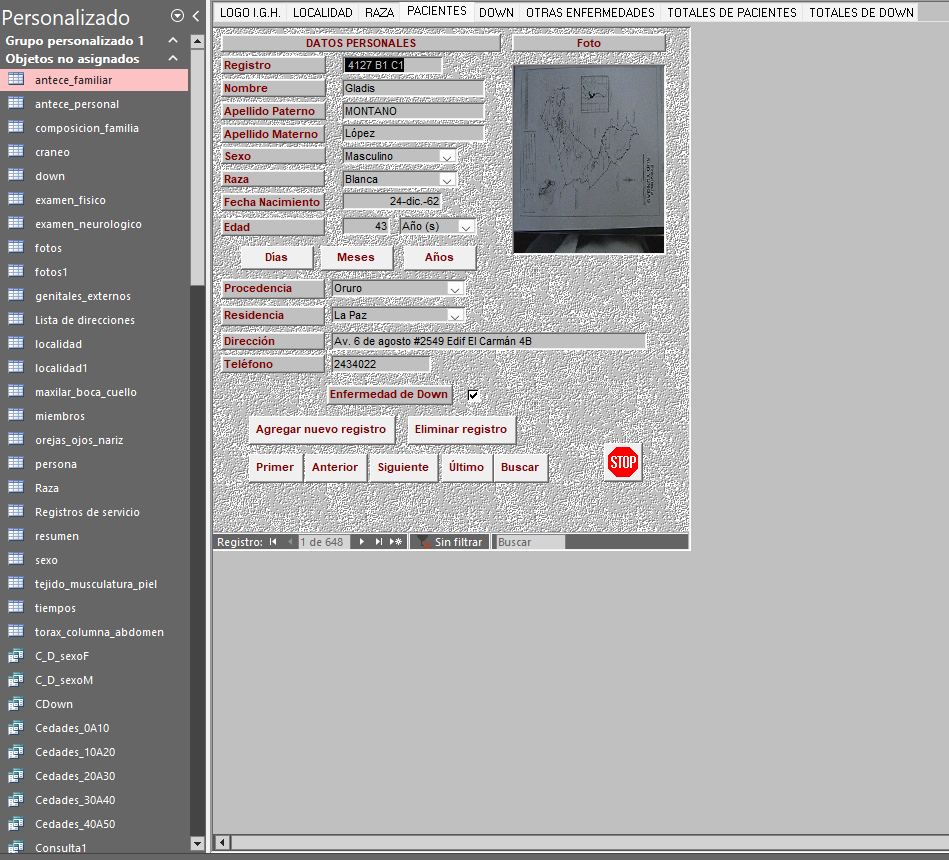 Personalizado
Grupo personalizado 1
Objetos no asignados
antece_familiar
antece_personal
composicion_familia
craneo
down
examen_fisico
examen_neurologico
fotos
fotos1
genitales_externos
Lista de direcciones
localidad
localidad1
maxilar_boca_cuello
miembros
orejas_ojos_nariz
persona
Raza
Registros de servicio
resumen
sexo
tejido_musculatura_piel
tiempos
torax_columna_abdomen
C_D_sexoF
C_D_sexoM
CDown
Cedades_0A10
Cedades_10A20
Cedades_20A30
Cedades_30A40
Cedades_40A50
Consulta1
LOGO I.G.H. LOCALIDAD RAZA PACIENTES DOWN OTRAS ENFERMEDADES TOTALES DE PACIENTES TOTALES DE DOWN
DATOS PERSONALES Foto
Registro 4127 B1 C1
Nombre Gladis
Apellido Paterno MONTANO
Apellido Materno López
Sexo Masculino
Raza Blanca
Fecha Nacimiento 24-dic.-62
Edad 43 Año (s)
Días Meses Años
Procedencia Oruro
Residencia La Paz
Dirección Av. 6 de agosto #2549 Edif El Carmán 4B
Teléfono 2434022
Enfermedad de Down
Agregar nuevo registro Eliminar registro
Primer Anterior Siguiente Último Buscar
STOP
Registro: 1 de 648 Sin filtrar Buscar